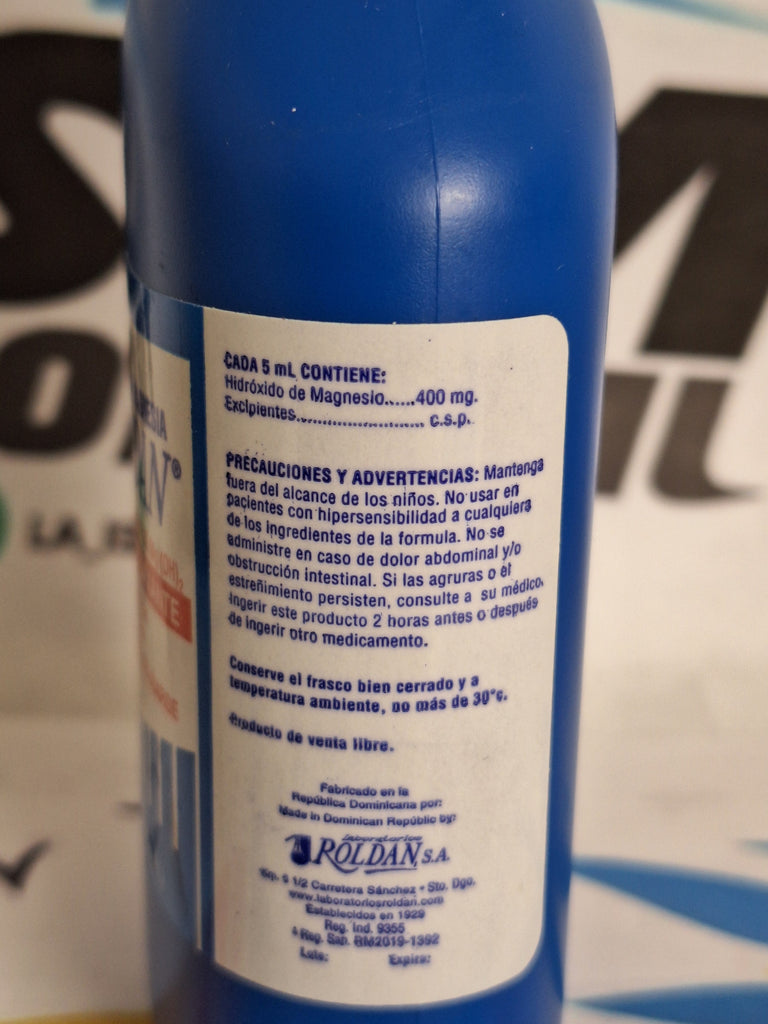 CADA 5 mL CONTIENE:
Hidróxido de Magnesio......400 mg.
Excipientes.......................... c.s.p.
PRECAUCIONES Y ADVERTENCIAS: Mantenga
fuera del alcance de los niños. No usar en
pacientes con hipersensibilidad a cualquiera
de los ingredientes de la formula. No se
administre en caso de dolor abdominal y/o
obstrucción intestinal. Si las agruras o el
estreñimiento persisten, consulte a su médico.
Ingerir este producto 2 horas antes o después
de ingerir otro medicamento.
Conserve el frasco bien cerrado y a
temperatura ambiente, no más de 30°c.
Producto de venta libre.
Fabricado en la
República Dominicana por:
Made in Dominican Republic by:
laboratorios
ROLDAN, S.A.
6 1/2 Carretera Sánchez • Sto. Dgo.
www.laboratoriosroldan.com
Establecidos en 1929
Reg. Ind. 9355
Reg. San. RM2019-1392
Lote: Expira: